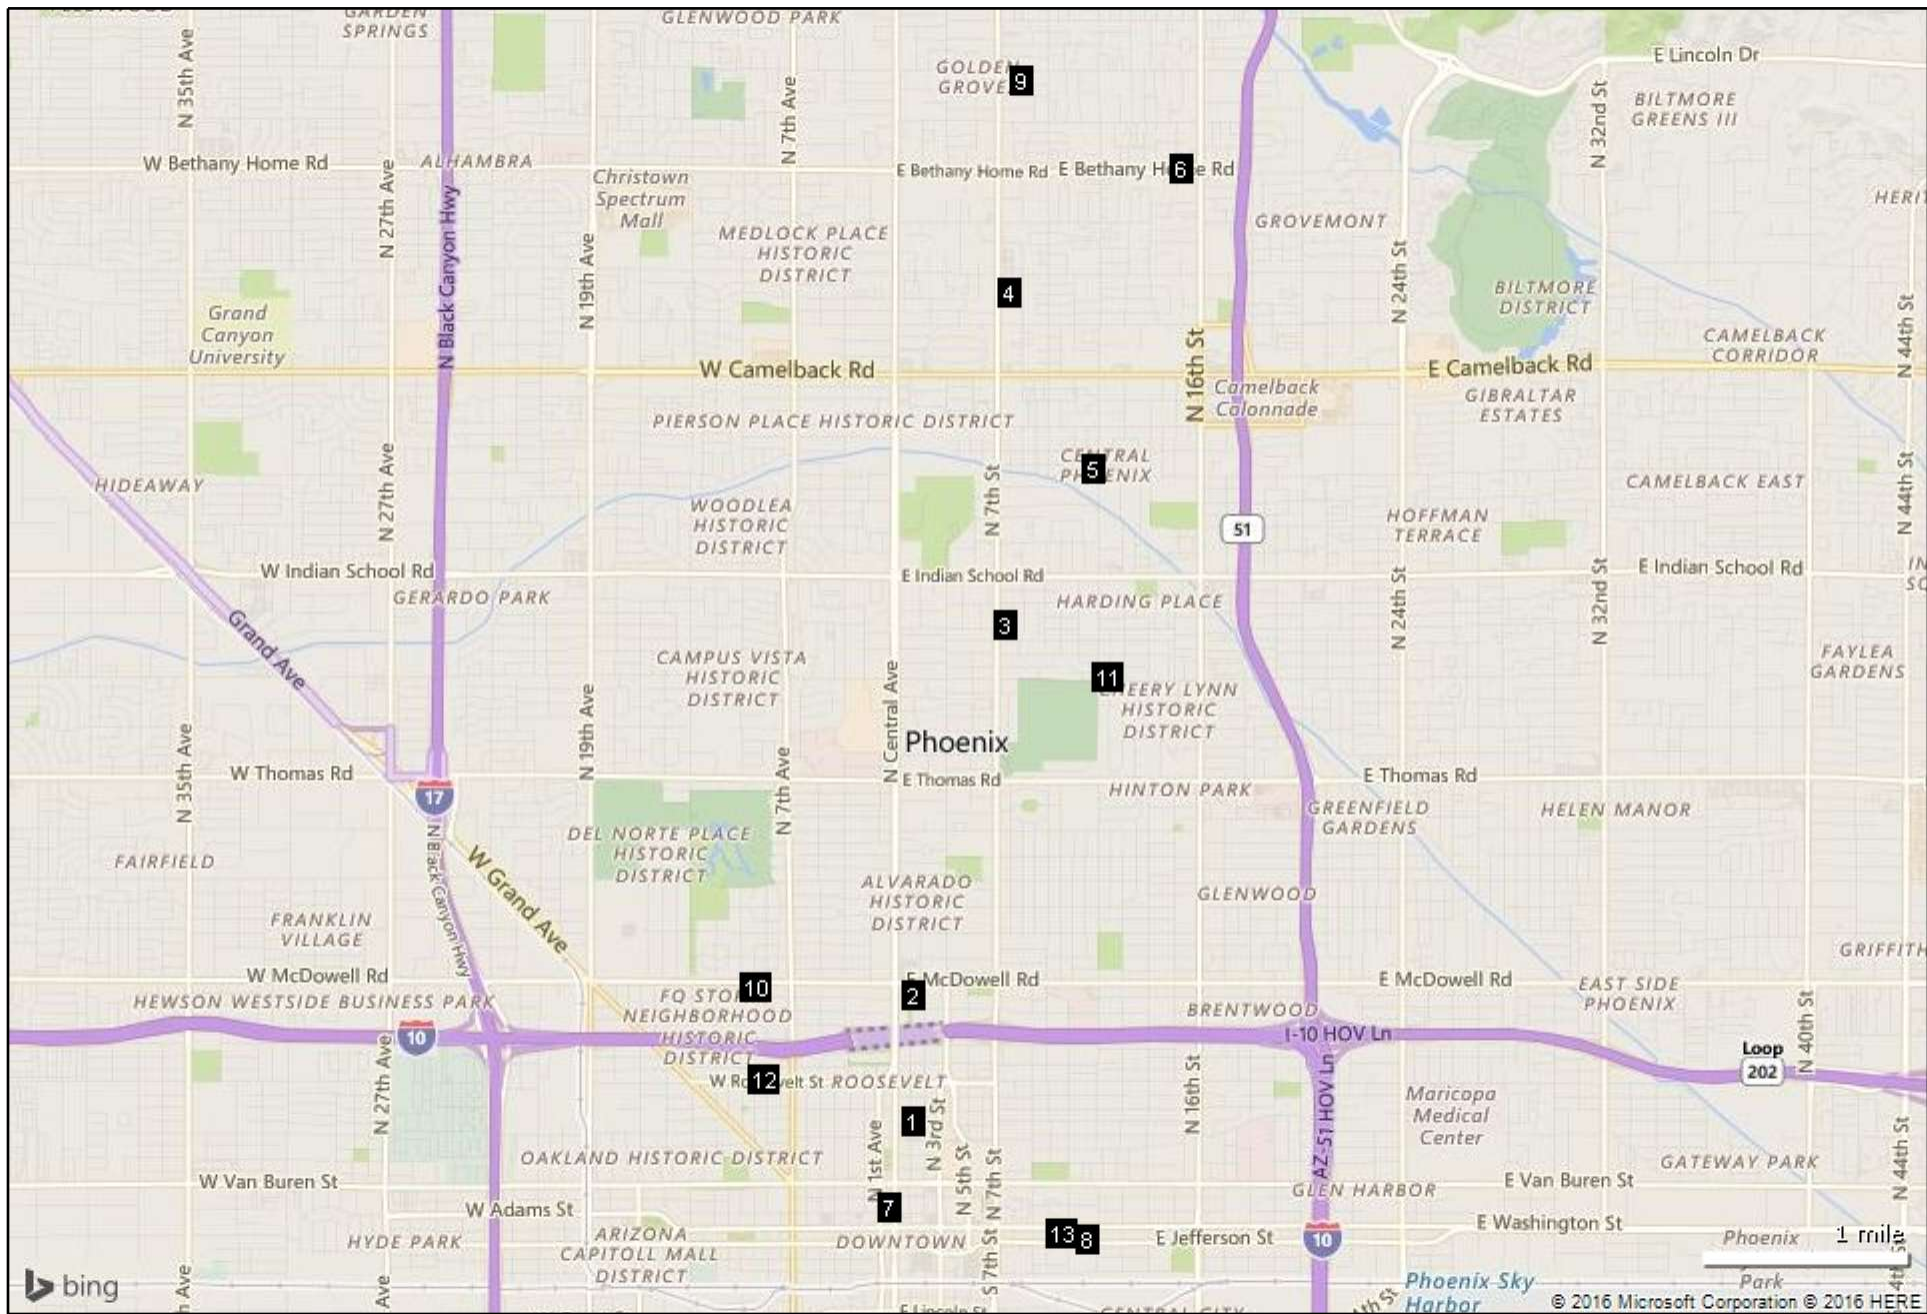 GARDEN
SPRINGS
GLENWOOD PARK
N 35th Ave
N 7th Ave
GOLDEN
GROVE
9
E Lincoln Dr
BILTMORE
GREENS III
N 32nd St
W Bethany Home Rd
ALHAMBRA
N 27th Ave
N Black Canyon Hwy
Christown
Spectrum
Mall
E Bethany Home Rd
E Bethany
6
Rd
GROVEMONT
MEDLOCK PLACE
HISTORIC
DISTRICT
N 19th Ave
N 24th St
4
BILTMORE
DISTRICT
Grand
Canyon
University
N 16th St
CAMELBACK
CORRIDOR
N 44th St
W Camelback Rd
E Camelback Rd
Camelback
Colonnade
GIBRALTAR
ESTATES
PIERSON PLACE HISTORIC DISTRICT
CENTRAL
PHOENIX
5
N 27th Ave
HIDEAWAY
N 7th St
CAMELBACK EAST
N 44th St
WOODLEA
HISTORIC
DISTRICT
51
HOFFMAN
TERRACE
W Indian School Rd
E Indian School Rd
E Indian School Rd
GERARDO PARK
HARDING PLACE
N 24th St
N 32nd St
3
Grand Ave
CAMPUS VISTA
HISTORIC
DISTRICT
N Central Ave
11
CHEERY LYNN
HISTORIC
DISTRICT
FAYLEA
GARDENS
N 35th Ave
N 19th Ave
N 7th Ave
Phoenix
W Thomas Rd
E Thomas Rd
E Thomas Rd
17
HINTON PARK
GREENFIELD
GARDENS
HELEN MANOR
N Black Canyon Hwy
W Grand Ave
DEL NORTE PLACE
HISTORIC
DISTRICT
FAIRFIELD
ALVARADO
HISTORIC
DISTRICT
GLENWOOD
FRANKLIN
VILLAGE
GRIFFITH
W McDowell Rd
E McDowell Rd
E McDowell Rd
10
2
HEWSON WESTSIDE BUSINESS PARK
NEIGHBORHOOD
HISTORIC
DISTRICT
BRENTWOOD
EAST SIDE
PHOENIX
10
I-10 HOV Ln
N 40th St
Loop
202
N 27th Ave
12
W Roosevelt St
ROOSEVELT
N 16th St
AZ-51 HOV Ln
Maricopa
Medical
Center
1
N 1st Ave
N 3rd St
N 5th St
N 7th St
OAKLAND HISTORIC DISTRICT
GATEWAY PARK
N 44th St
W Van Buren St
E Van Buren St
GLEN HARBOR
7
W Adams St
E Washington St
HYDE PARK
ARIZONA
CAPITOLL MALL
DISTRICT
DOWNTOWN
S 7th St
13
8
E Jefferson St
10
Phoenix
Park
1 mile
bing
Phoenix Sky
Harbor
© 2016 Microsoft Corporation © 2016 HERE